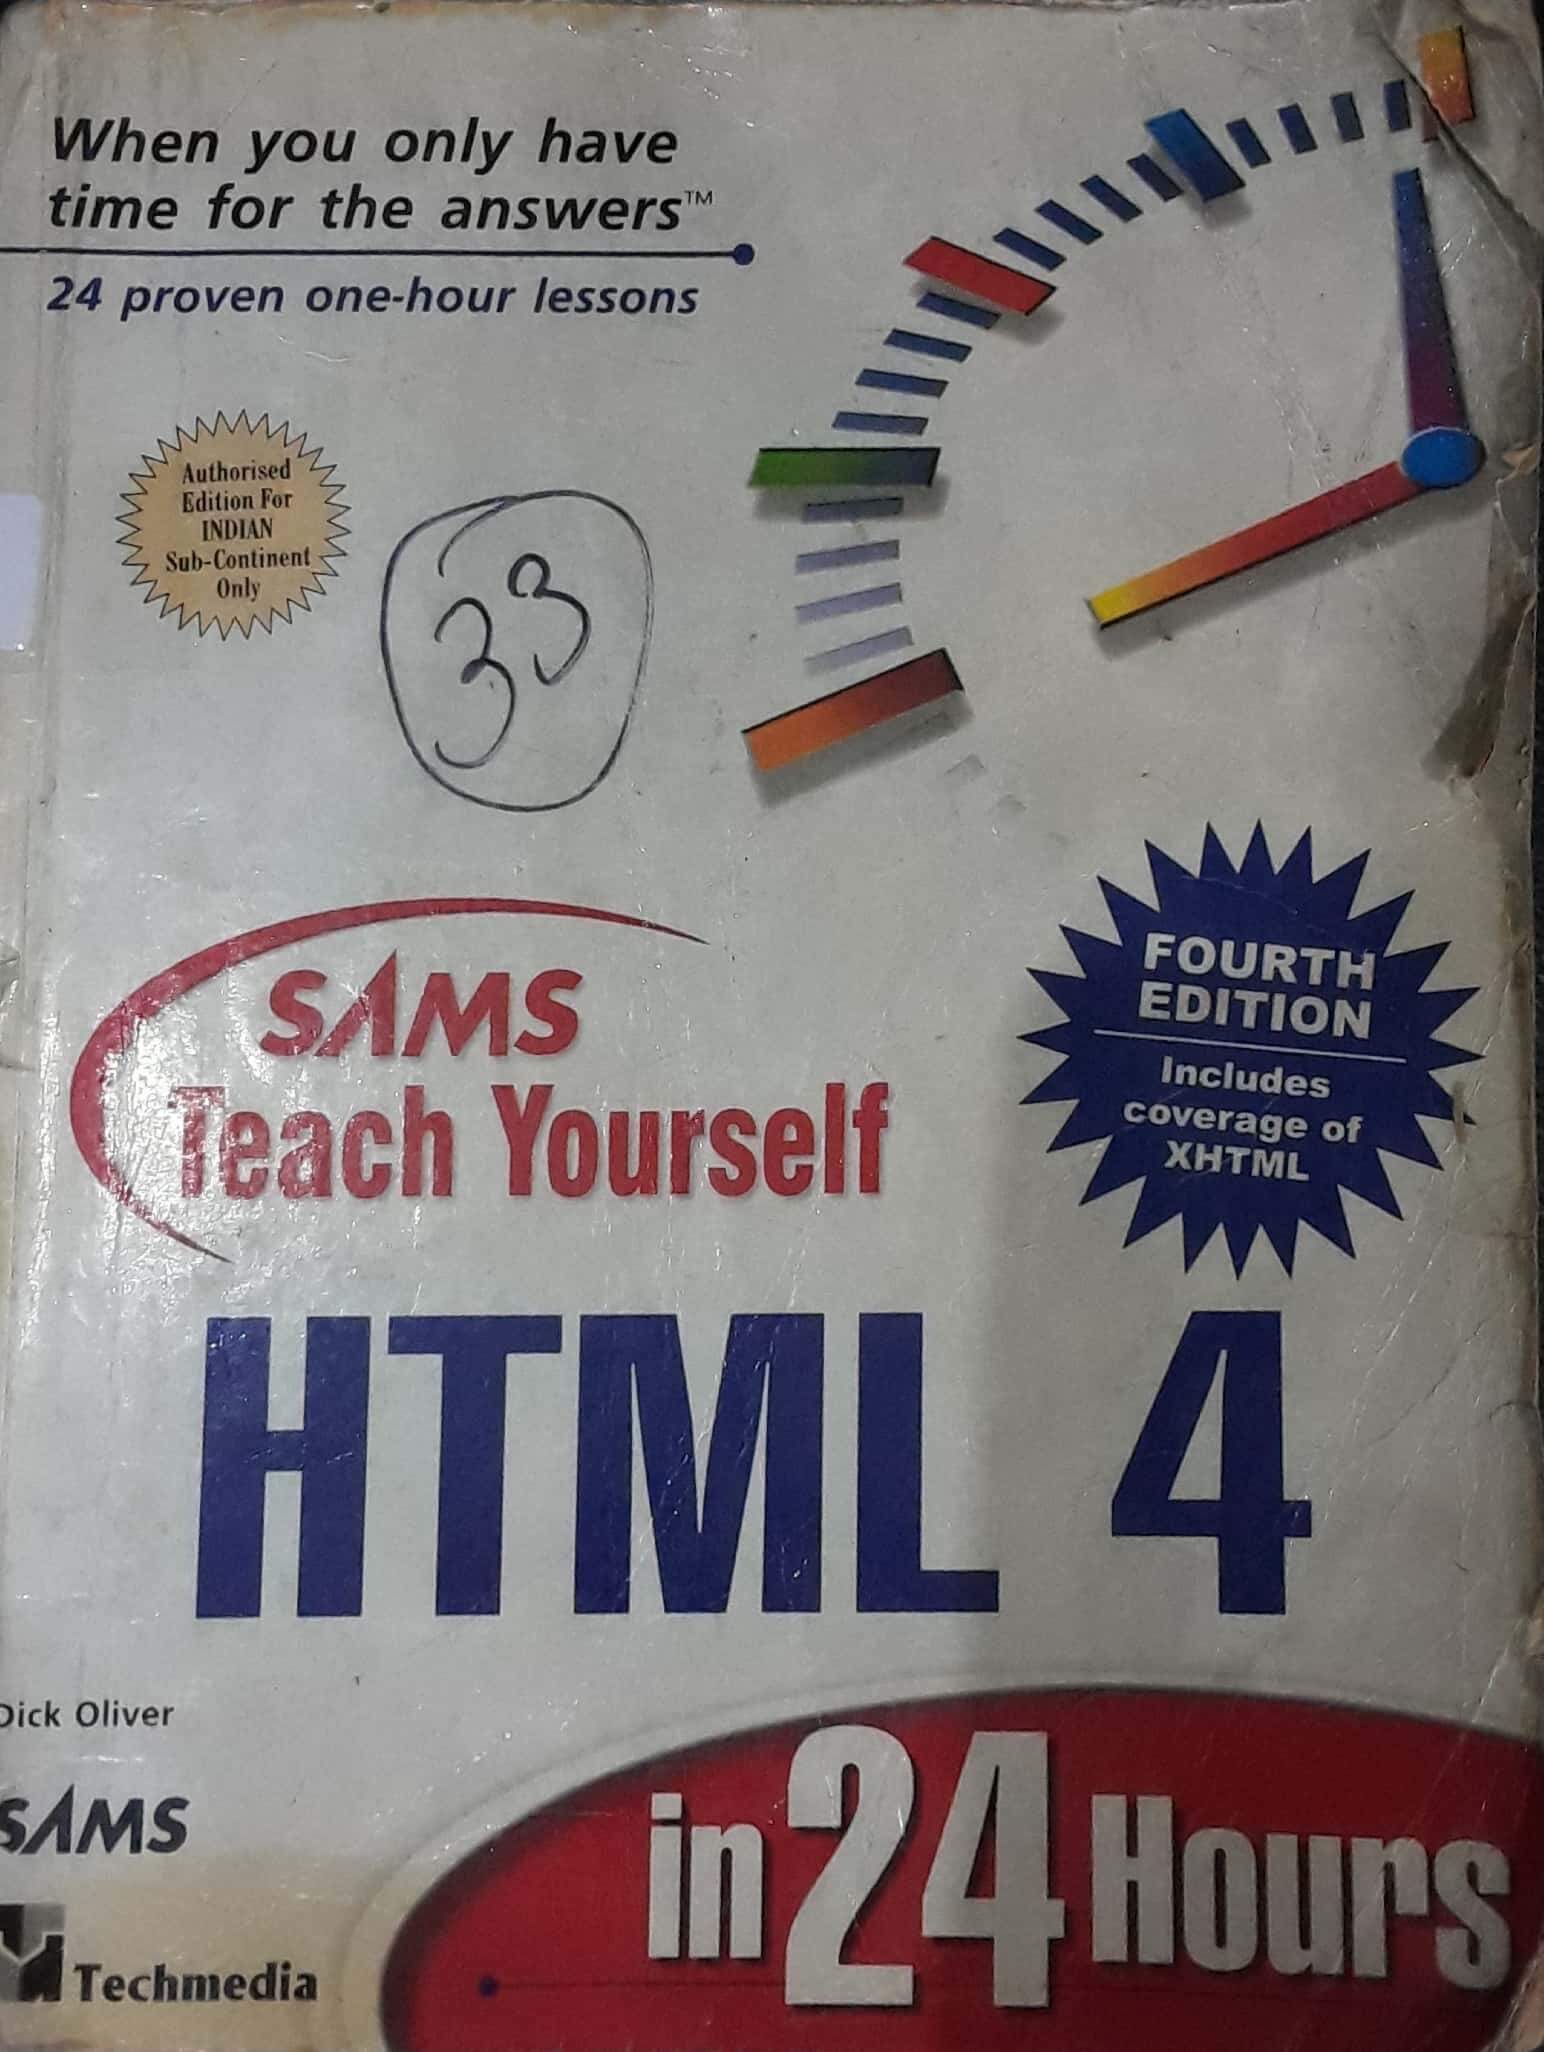 When you only have
time for the answers™
24 proven one-hour lessons
Authorised
Edition For
INDIAN
Sub-Continent
Only
33
FOURTH
EDITION
Includes
coverage of
XHTML
SAMS
Teach Yourself
HTML 4
in 24 Hours
Dick Oliver
SAMS
Techmedia